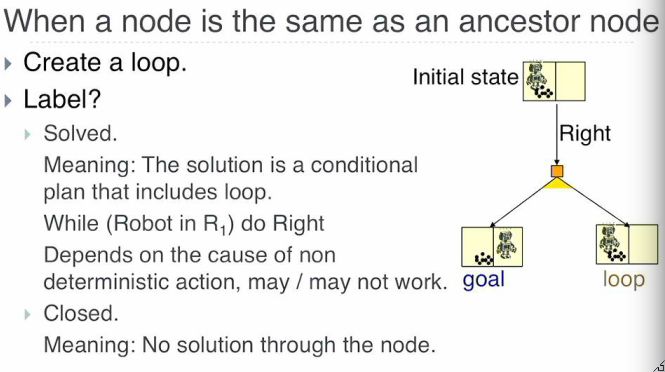 When a node is the same as an ancestor node
Create a loop.
Label?
Solved.
Meaning: The solution is a conditional
plan that includes loop.
While (Robot in R₁) do Right
Depends on the cause of non
deterministic action, may / may not work.
Closed.
Meaning: No solution through the node.
Initial state
Right
goal
loop